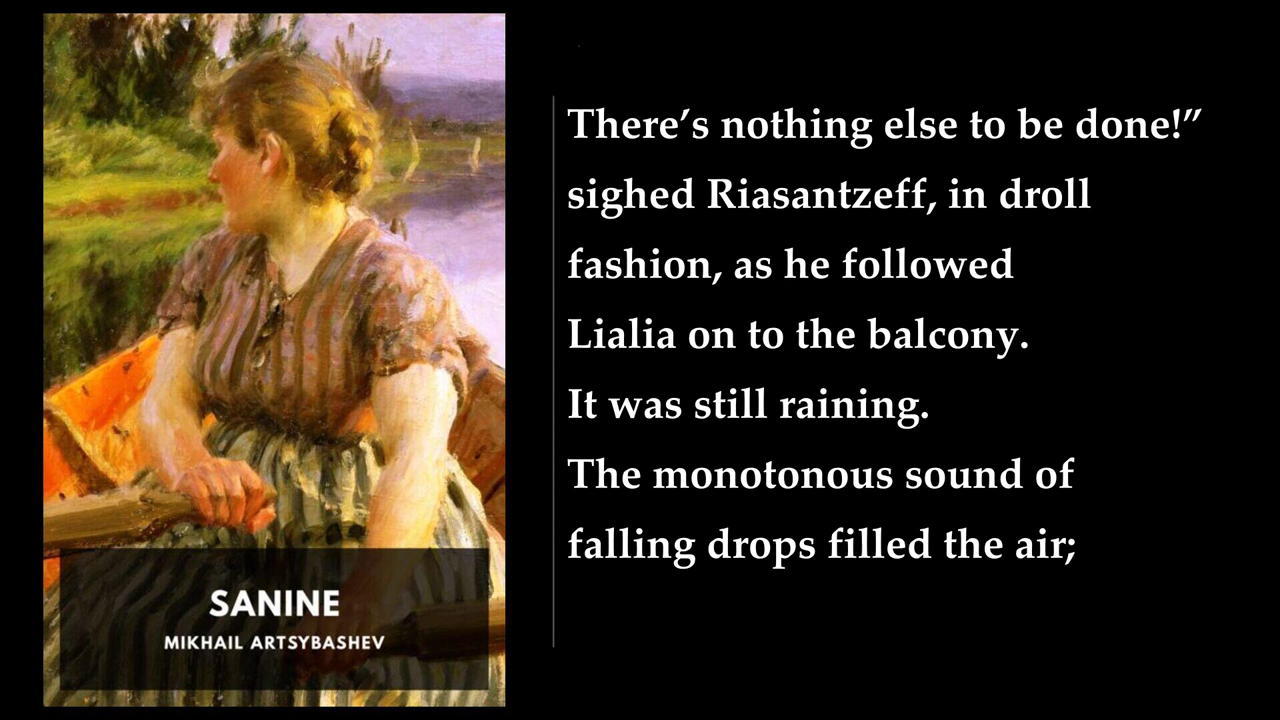 SANINE
MIKHAIL ARTSYBASHEV
There’s nothing else to be done!”
sighed Riasantzeff, in droll
fashion, as he followed
Lialia on to the balcony.
It was still raining.
The monotonous sound of
falling drops filled the air;